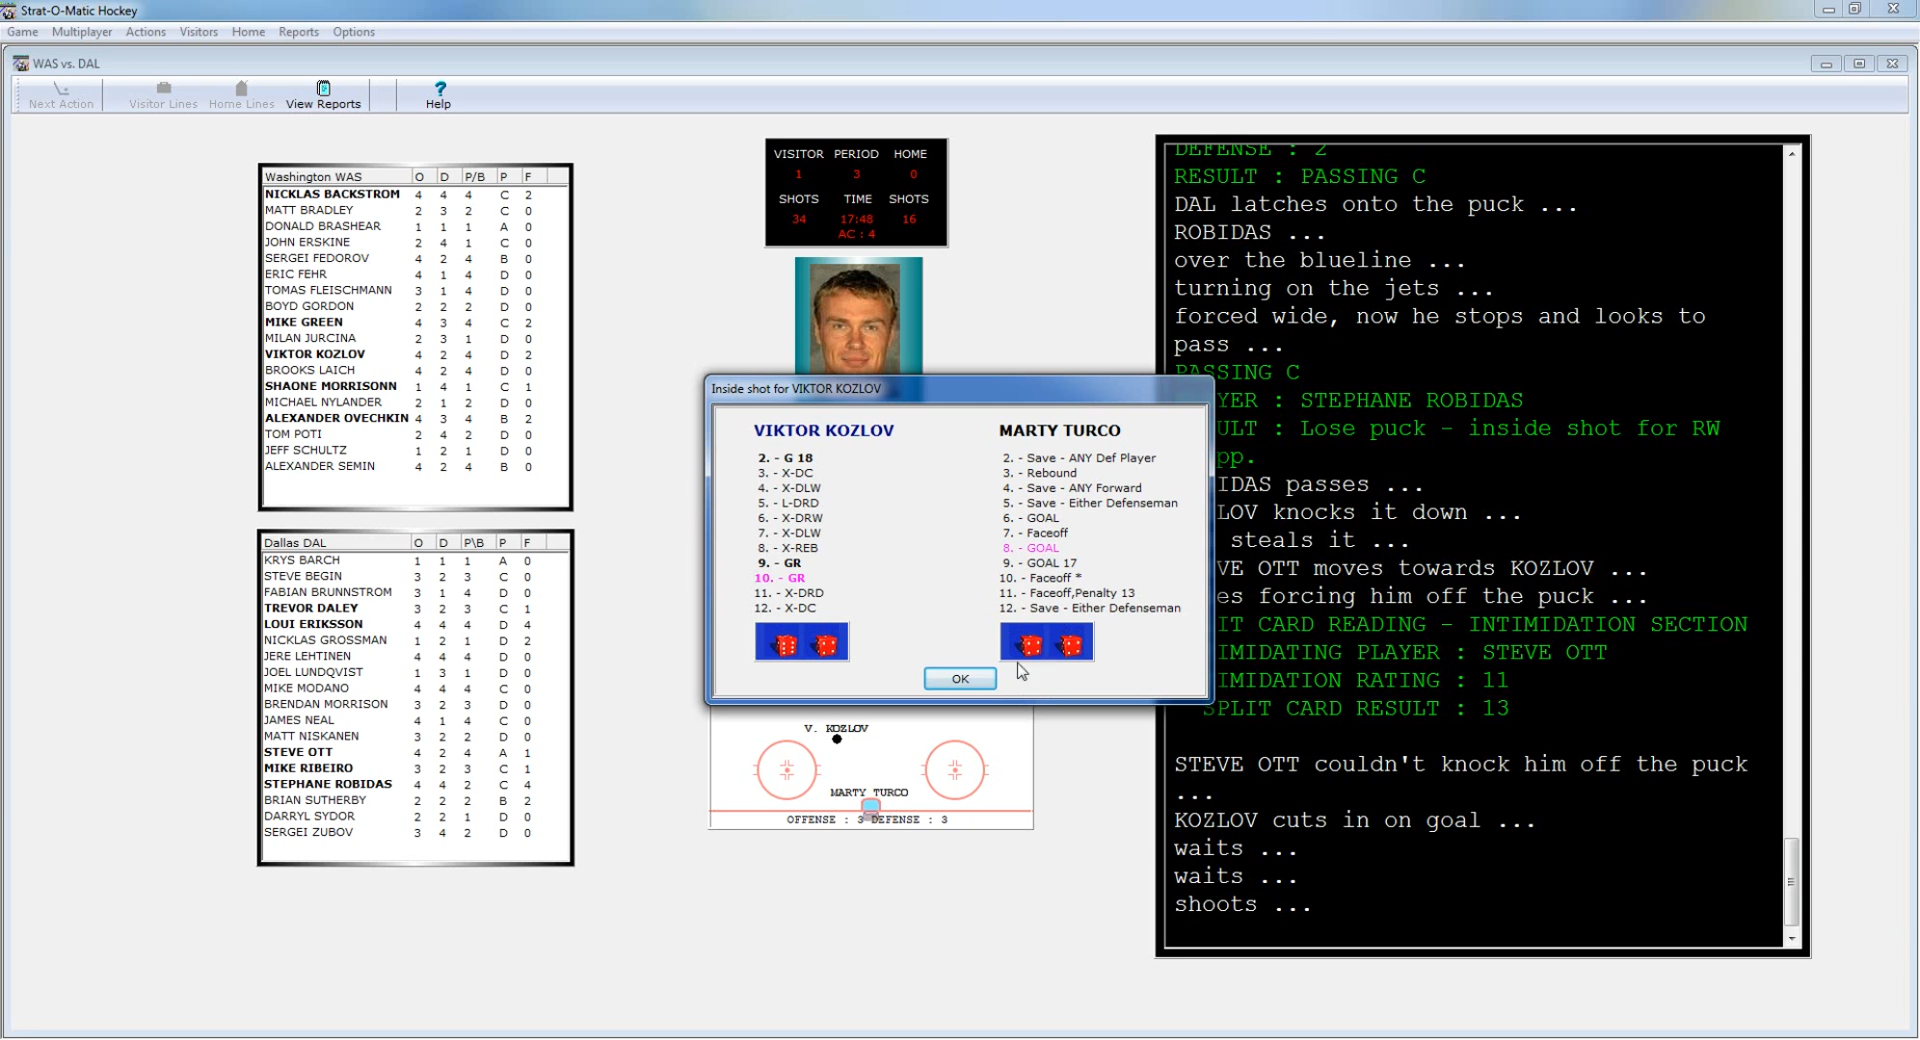 Strat-O-Matic Hockey
Game Multiplayer Actions Visitors Home Reports Options
WAS vs. DAL
Next Action Visitor Lines Home Lines View Reports Help
Washington WAS O D P/B P F
NICKLAS BACKSTROM 4 4 4 C 2
MATT BRADLEY 2 3 2 C 0
DONALD BRASHEAR 1 1 1 A 0
JOHN ERSKINE 2 4 1 C 0
SERGEI FEDOROV 4 2 4 B 0
ERIC FEHR 4 1 4 D 0
TOMAS FLEISCHMANN 3 1 4 D 0
BOYD GORDON 2 2 2 D 0
MIKE GREEN 4 3 4 C 2
MILAN JURCINA 2 3 1 D 0
VIKTOR KOZLOV 4 2 4 D 2
BROOKS LAICH 4 2 4 D 0
SHAONE MORRISONN 1 4 1 C 1
MICHAEL NYLANDER 2 1 2 D 0
ALEXANDER OVECHKIN 4 3 4 B 2
TOM POTI 2 4 2 D 0
JEFF SCHULTZ 1 2 1 D 0
ALEXANDER SEMIN 4 2 4 B 0
Dallas DAL O D P\B P F
KRYS BARCH 1 1 1 A 0
STEVE BEGIN 3 2 3 C 0
FABIAN BRUNNSTROM 3 1 4 D 0
TREVOR DALEY 3 2 3 C 1
LOUI ERIKSSON 4 4 4 D 4
NICKLAS GROSSMAN 1 2 1 D 2
JERE LEHTINEN 4 4 4 D 0
JOEL LUNDQVIST 1 3 1 D 0
MIKE MODANO 4 4 4 C 0
BRENDAN MORRISON 3 2 3 D 0
JAMES NEAL 4 1 4 C 0
MATT NISKANEN 3 2 2 D 0
STEVE OTT 4 2 4 A 1
MIKE RIBEIRO 3 2 3 C 1
STEPHANE ROBIDAS 4 4 2 C 4
BRIAN SUTHERBY 2 2 2 B 2
DARRYL SYDOR 2 2 1 D 0
SERGEI ZUBOV 3 4 2 D 0
VISITOR PERIOD HOME
1 3 0
SHOTS TIME SHOTS
34 17:48 16
AC : 4
Inside shot for VIKTOR KOZLOV
VIKTOR KOZLOV
2. - G 18
3. - X-DC
4. - X-DLW
5. - L-DRD
6. - X-DRW
7. - X-DLW
8. - X-REB
9. - GR
10. - GR
11. - X-DRD
12. - X-DC
MARTY TURCO
2. - Save - ANY Def Player
3. - Rebound
4. - Save - ANY Forward
5. - Save - Either Defenseman
6. - GOAL
7. - Faceoff
8. - GOAL
9. - GOAL 17
10. - Faceoff *
11. - Faceoff,Penalty 13
12. - Save - Either Defenseman
OK
V. KOZLOV
MARTY TURCO
OFFENSE : 3 DEFENSE : 3
DEFENSE : 2
RESULT : PASSING C
DAL latches onto the puck ...
ROBIDAS ...
over the blueline ...
turning on the jets ...
forced wide, now he stops and looks to
pass ...
PASSING C
YER : STEPHANE ROBIDAS
ULT : Lose puck - inside shot for RW
pp.
IDAS passes ...
LOV knocks it down ...
steals it ...
VE OTT moves towards KOZLOV ...
es forcing him off the puck ...
IT CARD READING - INTIMIDATION SECTION
IMIDATING PLAYER : STEVE OTT
IMIDATION RATING : 11
SPLIT CARD RESULT : 13
STEVE OTT couldn't knock him off the puck
...
KOZLOV cuts in on goal ...
waits ...
waits ...
shoots ...